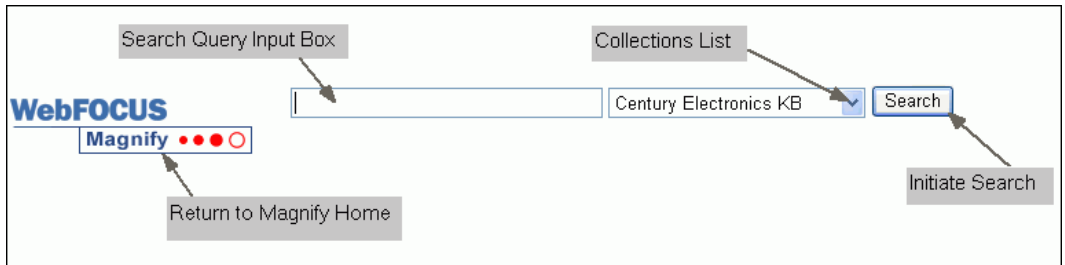 Search Query Input Box
Collections List
WebFOCUS
Century Electronics KB
Search
Magnify
Initiate Search
Return to Magnify Home